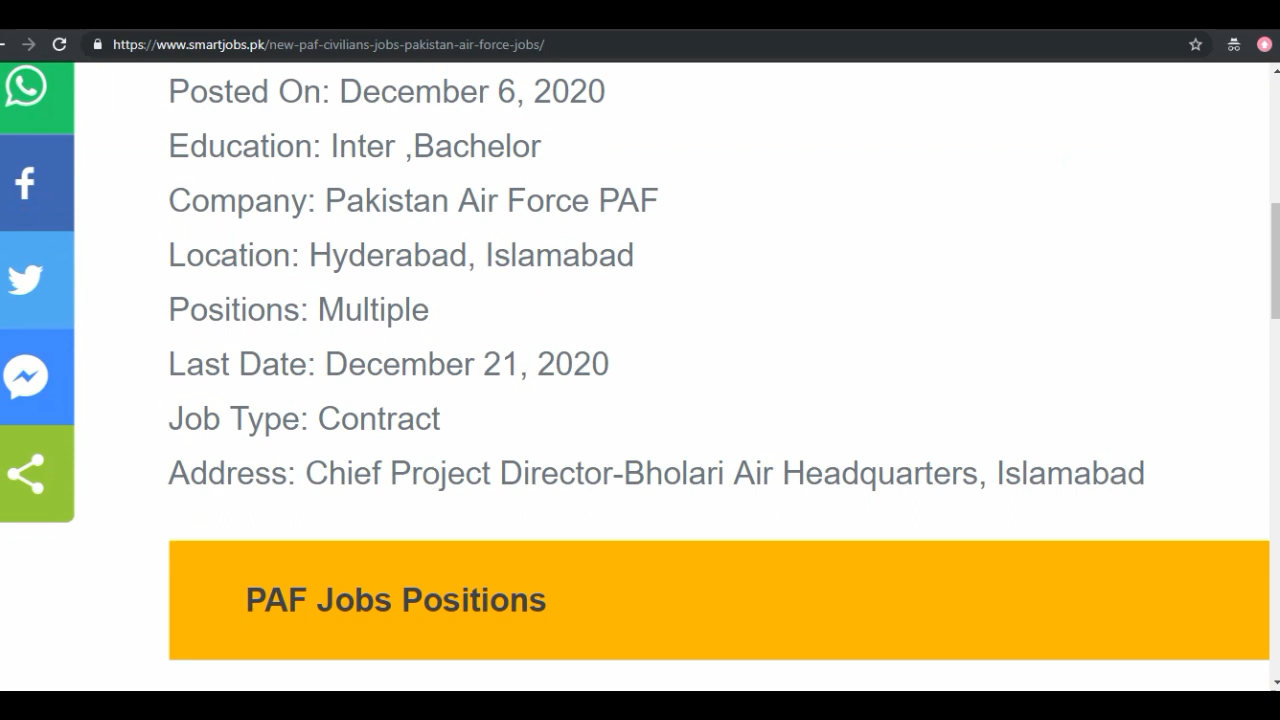 https://www.smartjobs.pk/new-paf-civilians-jobs-pakistan-air-force-jobs/
Posted On: December 6, 2020
Education: Inter ,Bachelor
Company: Pakistan Air Force PAF
Location: Hyderabad, Islamabad
Positions: Multiple
Last Date: December 21, 2020
Job Type: Contract
Address: Chief Project Director-Bholari Air Headquarters, Islamabad
PAF Jobs Positions